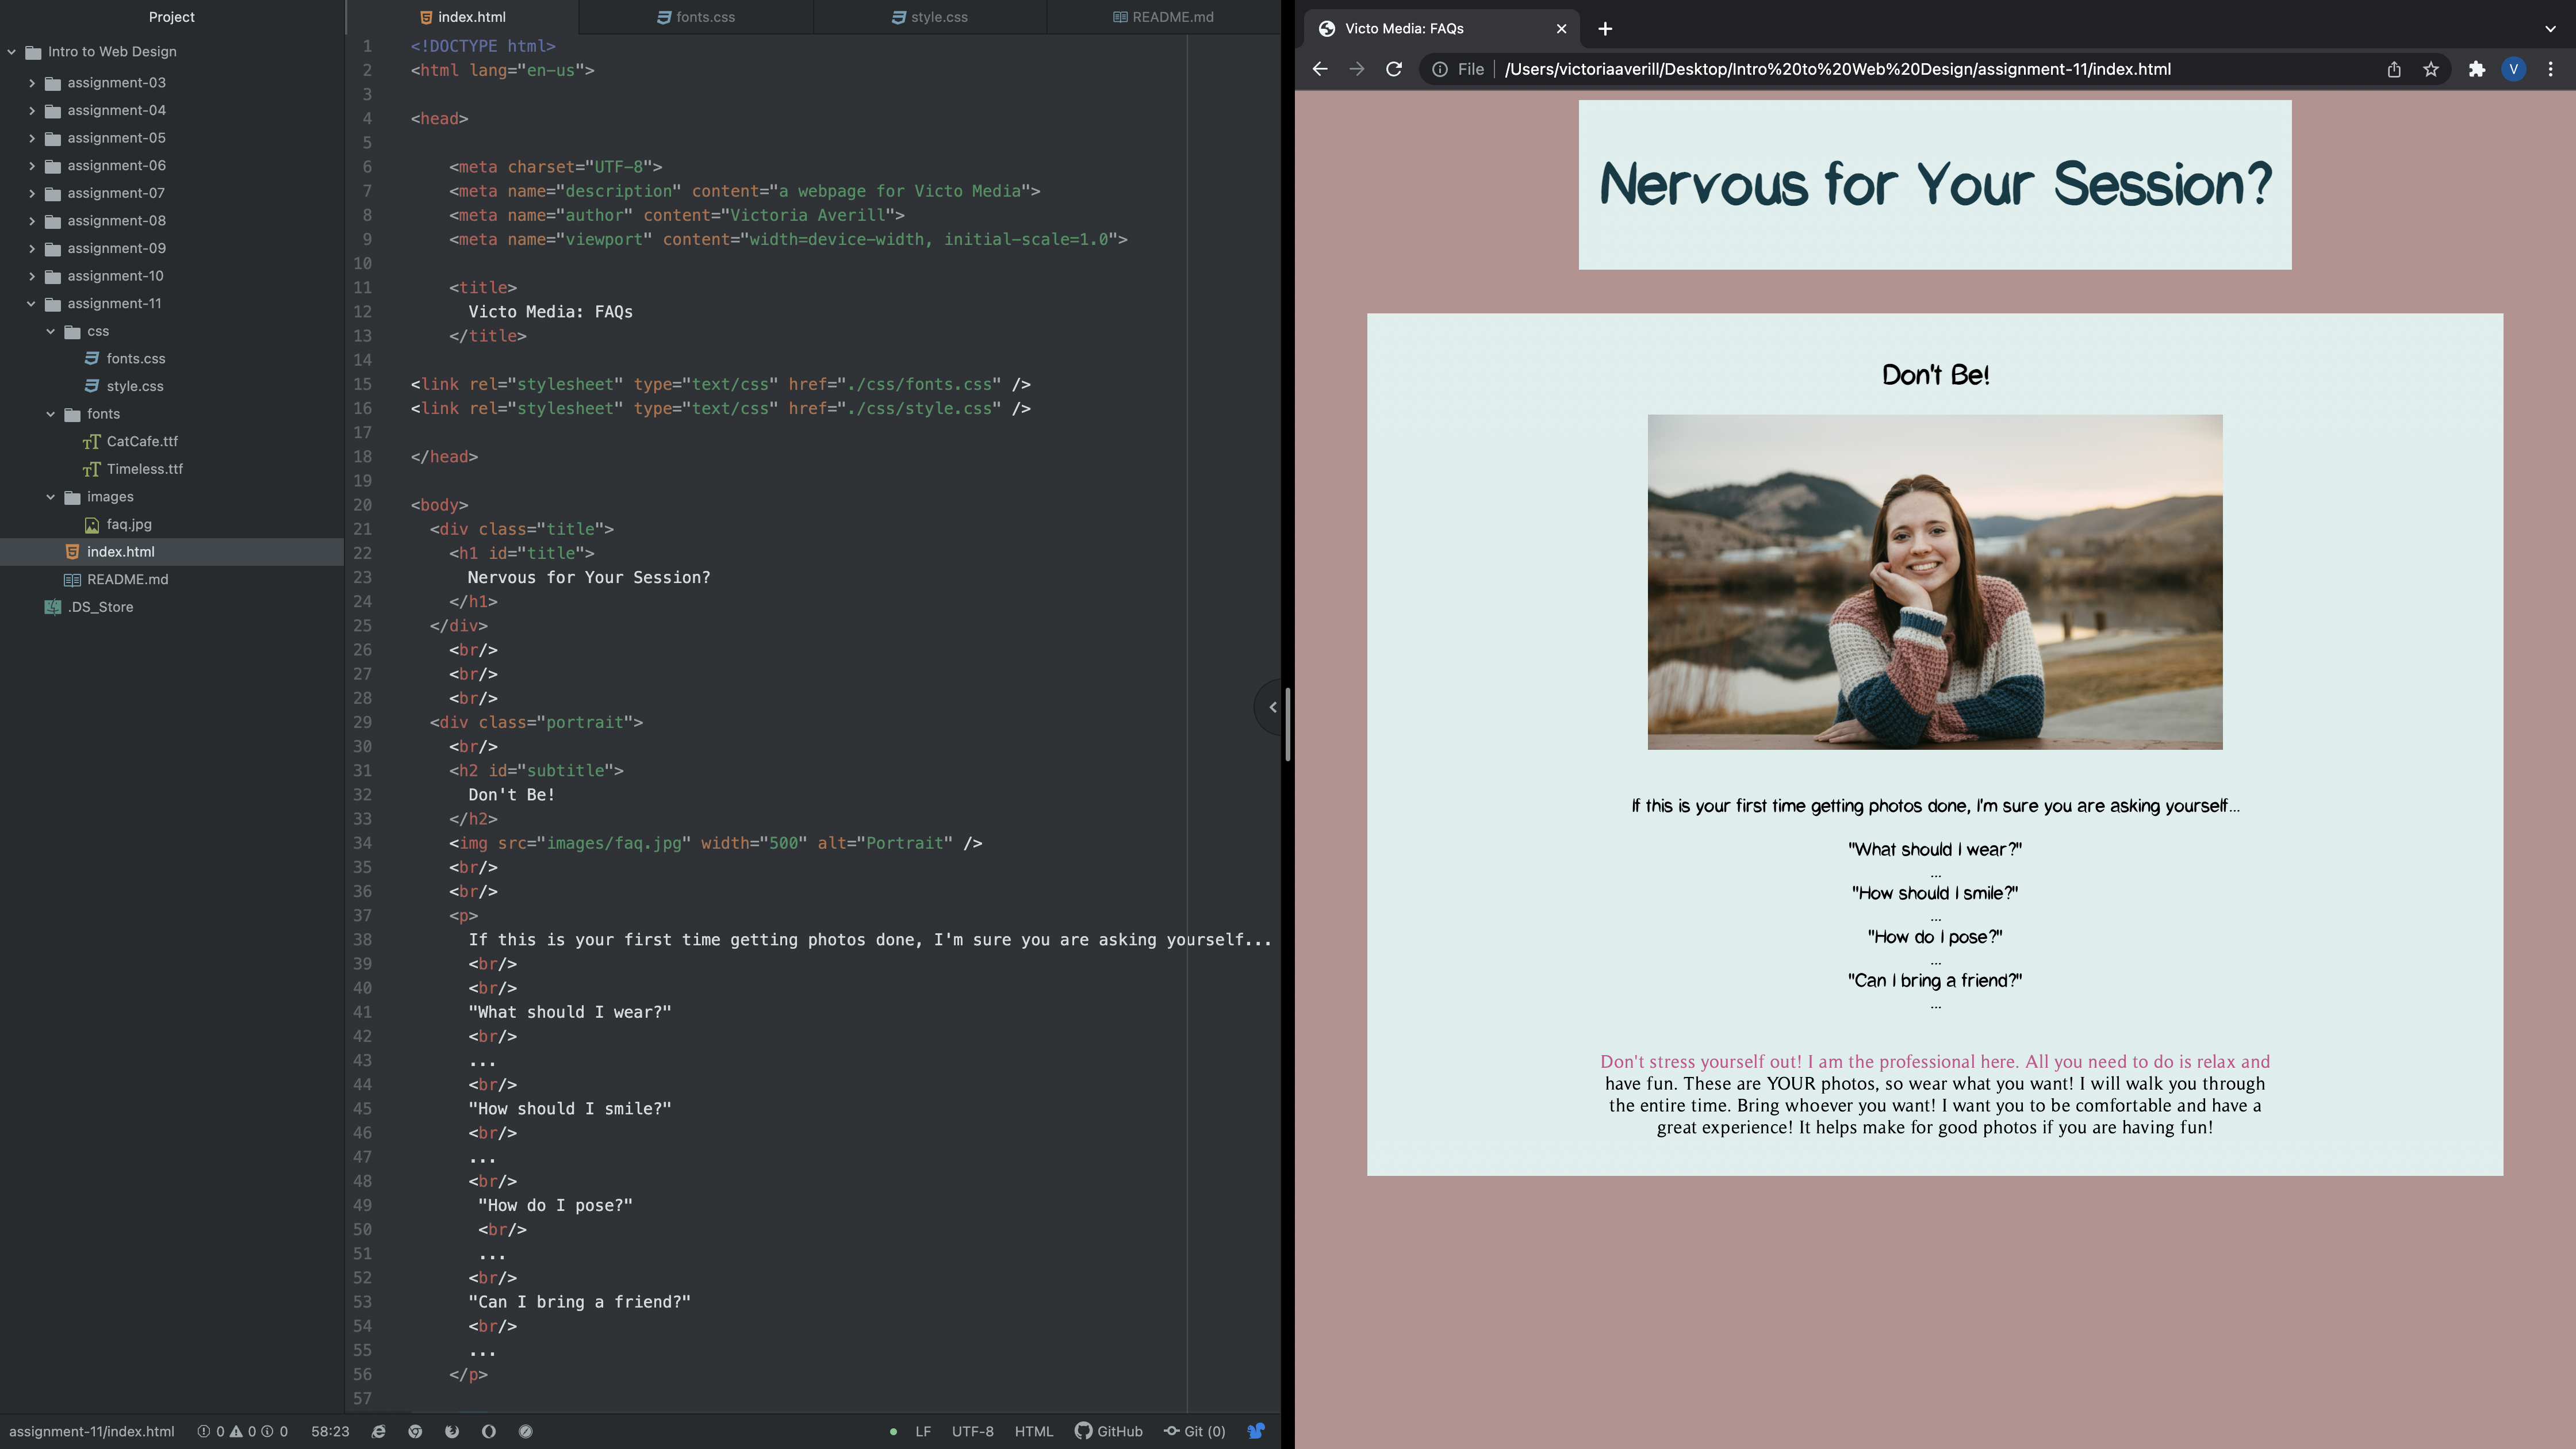 Project
Intro to Web Design
assignment-03
assignment-04
assignment-05
assignment-06
assignment-07
assignment-08
assignment-09
assignment-10
assignment-11
css
fonts.css
style.css
fonts
CatCafe.ttf
Timeless.ttf
images
faq.jpg
index.html
README.md
.DS_Store
index.html
fonts.css
style.css
README.md
1 <!DOCTYPE html>
2 <html lang="en-us">
3
4 <head>
5
6 <meta charset="UTF-8">
7 <meta name="description" content="a webpage for Victo Media">
8 <meta name="author" content="Victoria Averill">
9 <meta name="viewport" content="width=device-width, initial-scale=1.0">
10
11 <title>
12 Victo Media: FAQs
13 </title>
14
15 <link rel="stylesheet" type="text/css" href="./css/fonts.css" />
16 <link rel="stylesheet" type="text/css" href="./css/style.css" />
17
18 </head>
19
20 <body>
21 <div class="title">
22 <h1 id="title">
23 Nervous for Your Session?
24 </h1>
25 </div>
26 <br/>
27 <br/>
28 <br/>
29 <div class="portrait">
30 <br/>
31 <h2 id="subtitle">
32 Don't Be!
33 </h2>
34 <img src="images/faq.jpg" width="500" alt="Portrait" />
35 <br/>
36 <br/>
37 <p>
38 If this is your first time getting photos done, I'm sure you are asking yourself...
39 <br/>
40 <br/>
41 "What should I wear?"
42 <br/>
43 ...
44 <br/>
45 "How should I smile?"
46 <br/>
47 ...
48 <br/>
49 "How do I pose?"
50 <br/>
51 ...
52 <br/>
53 "Can I bring a friend?"
54 <br/>
55 ...
56 </p>
57
assignment-11/index.html 0 0 0 58:23 LF UTF-8 HTML GitHub Git (0)
Victo Media: FAQs
File /Users/victoriaaverill/Desktop/Intro%20to%20Web%20Design/assignment-11/index.html V
Nervous for Your Session?
Don't Be!
If this is your first time getting photos done, I'm sure you are asking yourself...
"What should I wear?"
...
"How should I smile?"
...
"How do I pose?"
...
"Can I bring a friend?"
...
Don't stress yourself out! I am the professional here. All you need to do is relax and
have fun. These are YOUR photos, so wear what you want! I will walk you through
the entire time. Bring whoever you want! I want you to be comfortable and have a
great experience! It helps make for good photos if you are having fun!